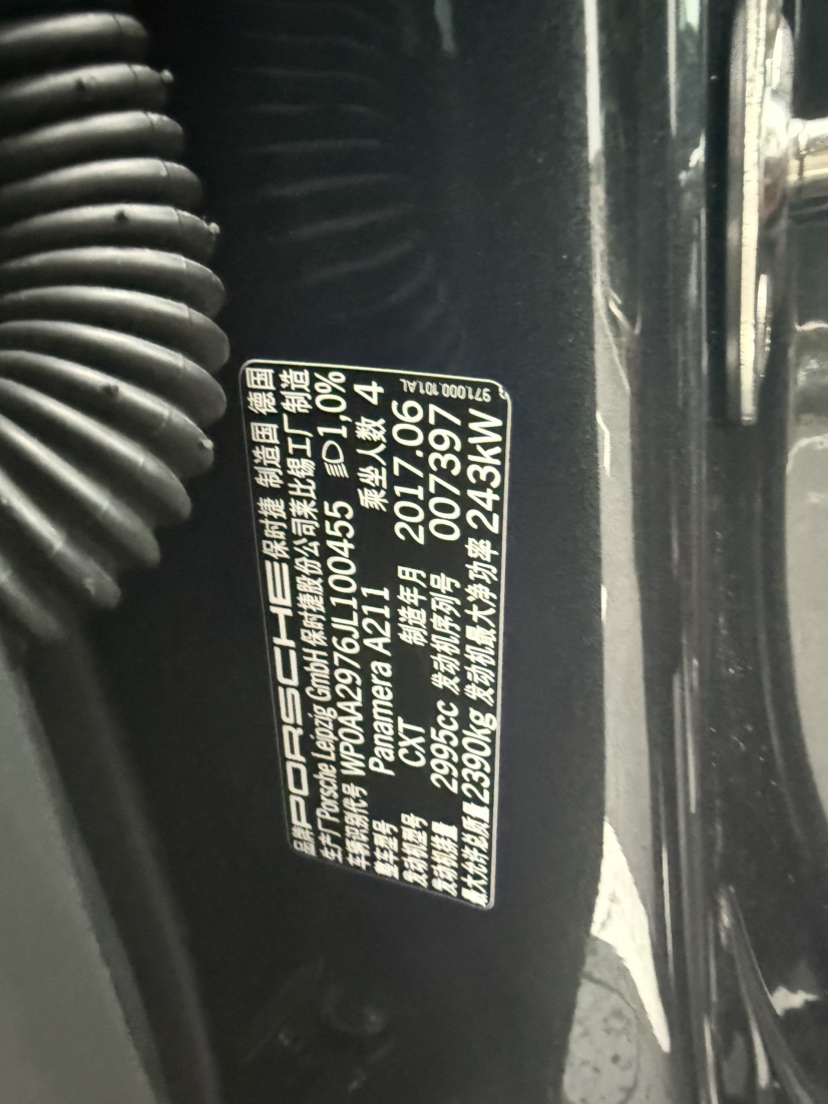 品牌 PORSCHE 保时捷 制造国 德国
生产厂 Porsche Leipzig GmbH 保时捷股份公司莱比锡工厂制造
车辆识别代号 WP0AA2976JL100455 1,0%
整车型号 Panamera A211 乘坐人数 4
971.000.101.AL
发动机型号 CXT 制造年月 2017.06
发动机排量 2995cc 发动机序列号 007397
最大允许总质量 2390kg 发动机最大净功率 243kW